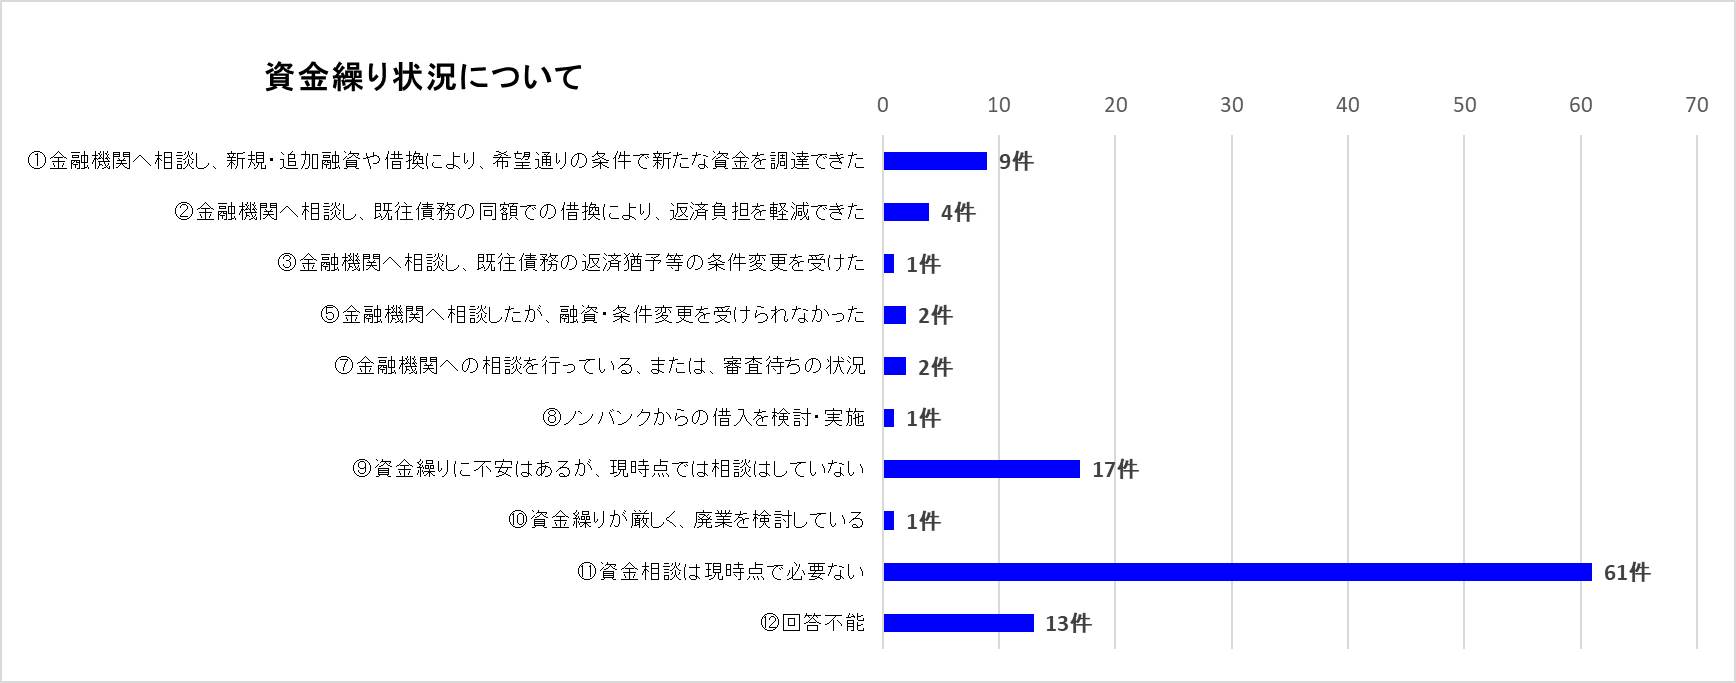 資金繰り状況について
0 10 20 30 40 50 60 70
①金融機関へ相談し、新規・追加融資や借換により、希望通りの条件で新たな資金を調達できた 9件
②金融機関へ相談し、既往債務の同額での借換により、返済負担を軽減できた 4件
③金融機関へ相談し、既往債務の返済猶予等の条件変更を受けた 1件
⑤金融機関へ相談したが、融資・条件変更を受けられなかった 2件
⑦金融機関への相談を行っている、または、審査待ちの状況 2件
⑧ノンバンクからの借入を検討・実施 1件
⑨資金繰りに不安はあるが、現時点では相談はしていない 17件
⑩資金繰りが厳しく、廃業を検討している 1件
⑪資金相談は現時点で必要ない 61件
⑫回答不能 13件